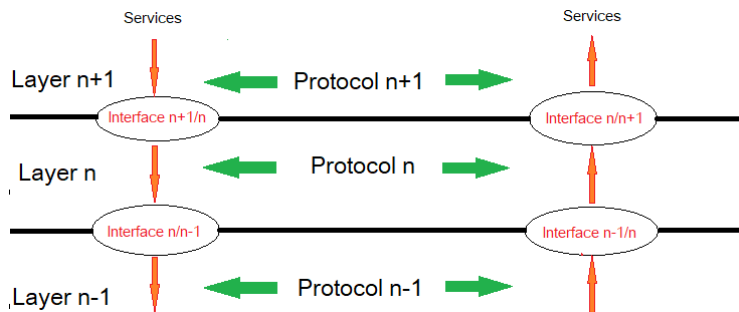 Services
Services
Layer n+1
Protocol n+1
Interface n+1/n
Interface n/n+1
Layer n
Protocol n
Interface n/n-1
Interface n-1/n
Layer n-1
Protocol n-1